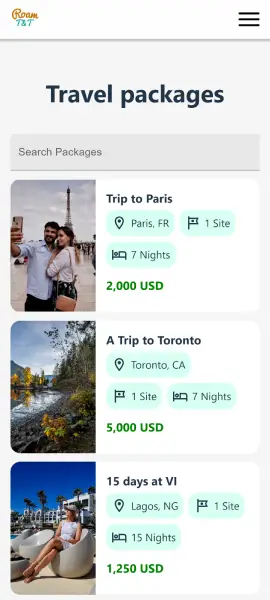 Roam
T&T
Travel packages
Search Packages
Trip to Paris
Paris, FR
1 Site
7 Nights
2,000 USD
A Trip to Toronto
Toronto, CA
1 Site
7 Nights
5,000 USD
15 days at VI
Lagos, NG
1 Site
15 Nights
1,250 USD